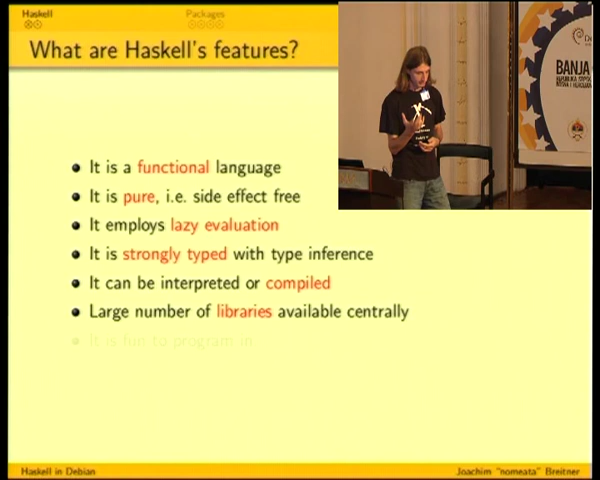 Haskell
Packages
What are Haskell's features?
It is a functional language
It is pure, i.e. side effect free
It employs lazy evaluation
It is strongly typed with type inference
It can be interpreted or compiled
Large number of libraries available centrally
It is fun to program in
BANJA
Haskell in Debian
Joachim "nomeata" Breitner